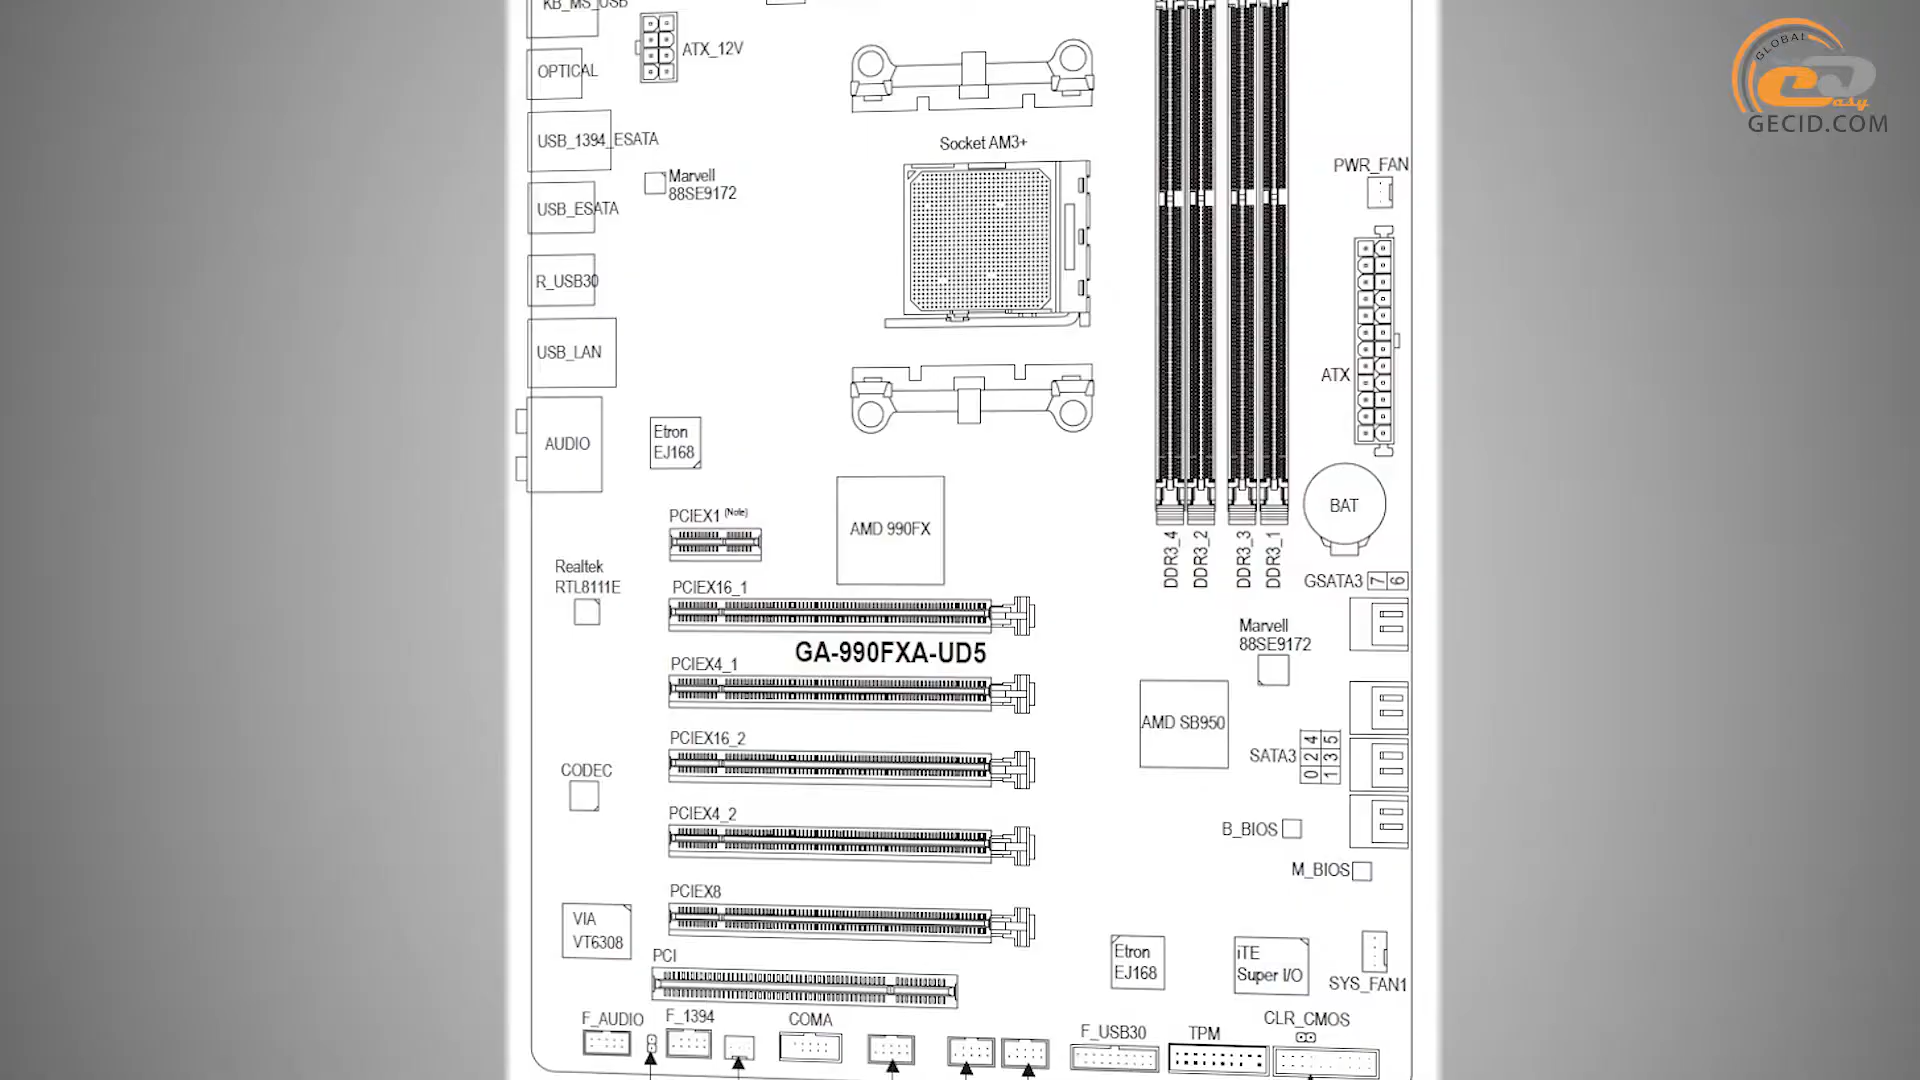 KB_MS_USB
ATX_12V
OPTICAL
GLOBAL
easy
GECID.COM
USB_1394_ESATA
Socket AM3+
PWR_FAN
Marvell
88SE9172
USB_ESATA
R_USB30
USB_LAN
ATX
AUDIO
Etron
EJ168
BAT
PCIEX1 (Note)
AMD 990FX
DDR3_4
DDR3_2
DDR3_3
DDR3_1
Realtek
RTL8111E
GSATA3 7 6
PCIEX16_1
Marvell
88SE9172
GA-990FXA-UD5
PCIEX4_1
AMD SB950
PCIEX16_2
SATA3
0 2 4
1 3 5
CODEC
PCIEX4_2
B_BIOS
M_BIOS
PCIEX8
VIA
VT6308
PCI
Etron
EJ168
iTE
Super I/O
SYS_FAN1
F_AUDIO
F_1394
COMA
F_USB30
TPM
CLR_CMOS